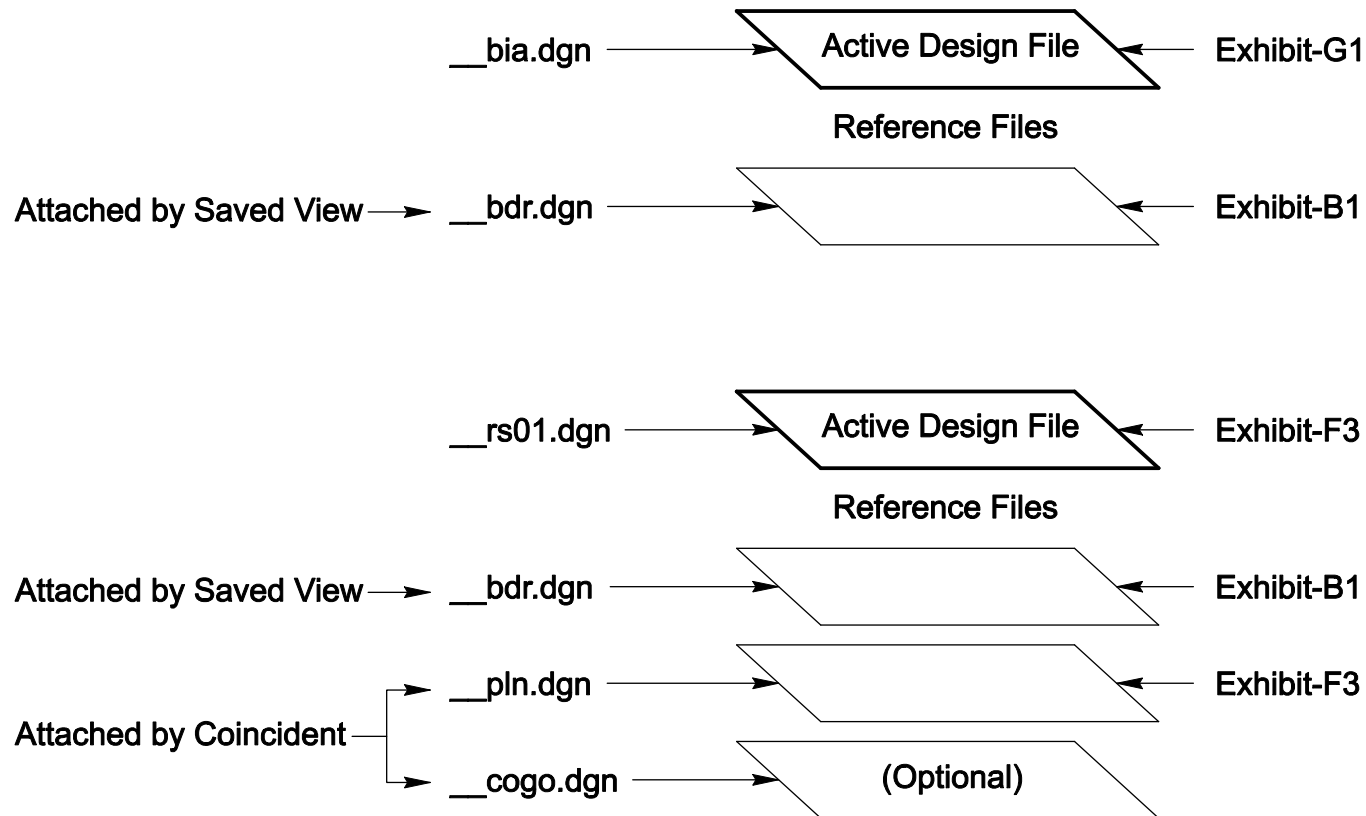 __bia.dgn Active Design File Exhibit-G1
Reference Files
Attached by Saved View __bdr.dgn Exhibit-B1
__rs01.dgn Active Design File Exhibit-F3
Reference Files
Attached by Saved View __bdr.dgn Exhibit-B1
__pln.dgn Exhibit-F3
Attached by Coincident
__cogo.dgn (Optional)